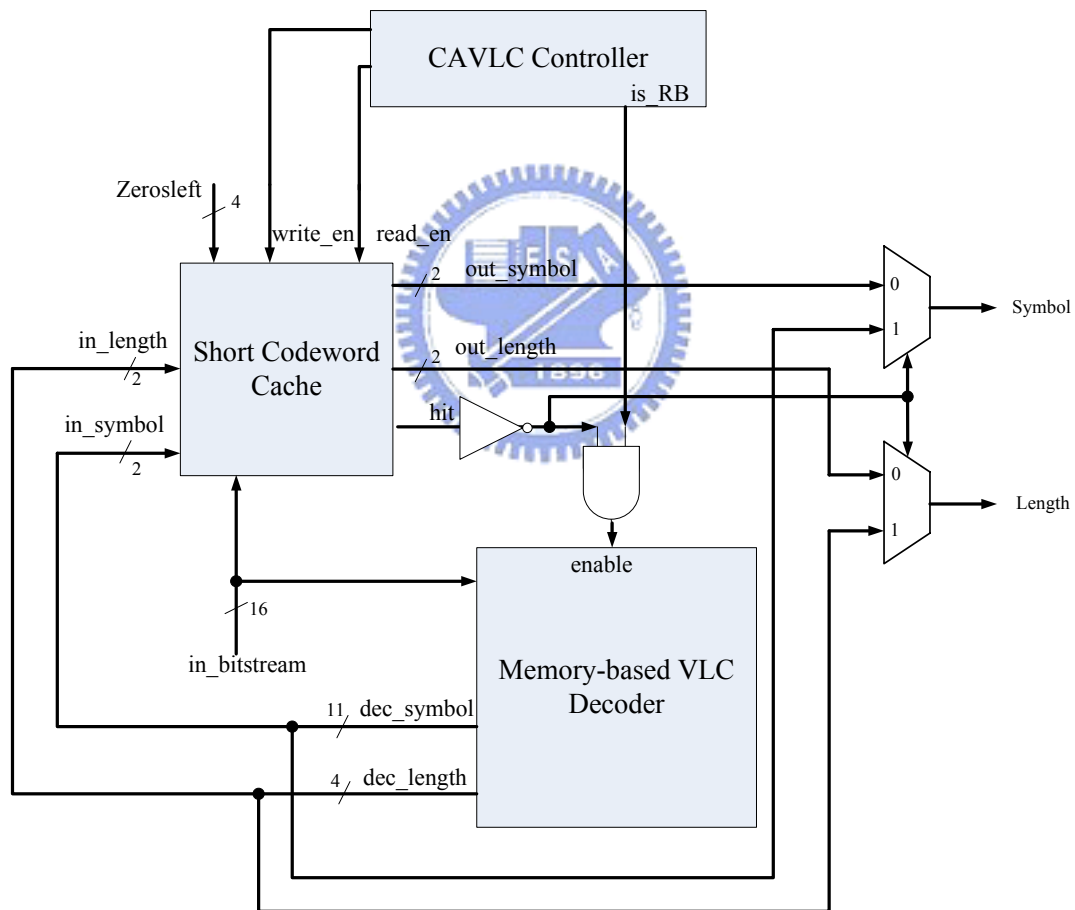 CAVLC Controller
is_RB
Zerosleft
4
write_en
read_en
2
out_symbol
0
1
Symbol
in_length
2
Short Codeword
Cache
2
out_length
1896
hit
in_symbol
2
0
1
Length
enable
16
in_bitstream
Memory-based VLC
Decoder
11
dec_symbol
4
dec_length